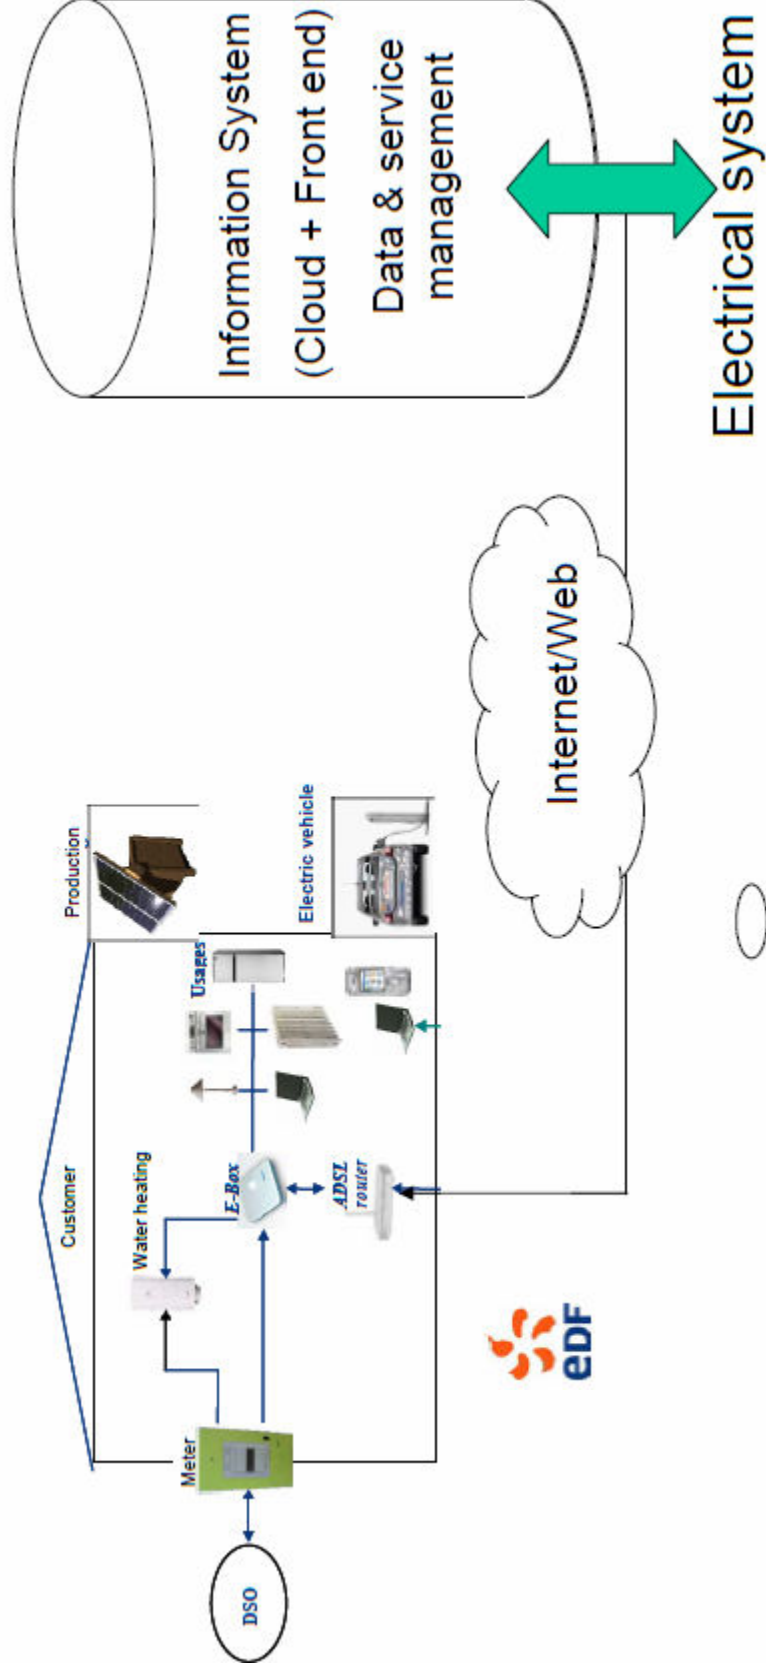 Customer
Production
Water heating
Usages
Electric vehicle
E-Box
ADSL
router
Meter
DSO
eDF
Internet/Web
Information System
(Cloud + Front end)
Data & service
management
Electrical system